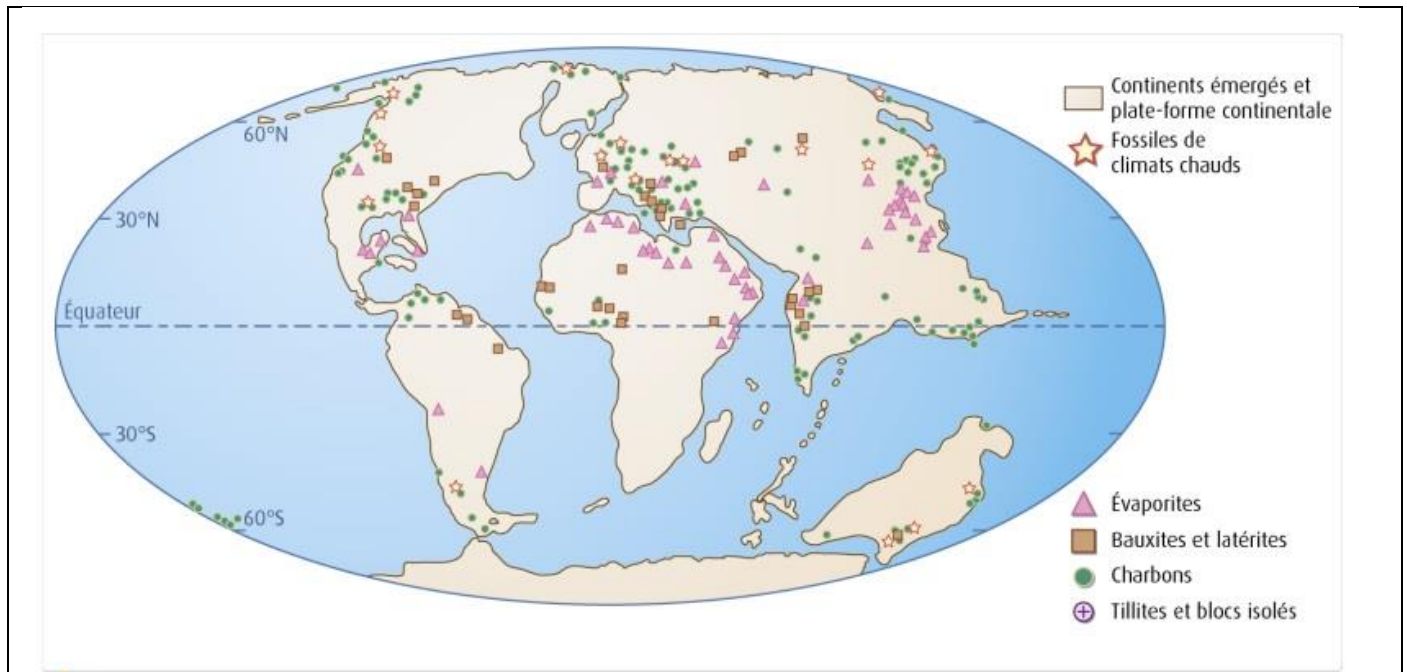 Continents émergés et
plate-forme continentale
Fossiles de
climats chauds
60°N
30°N
Équateur
30°S
60°S
Évaporites
Bauxites et latérites
Charbons
Tillites et blocs isolés